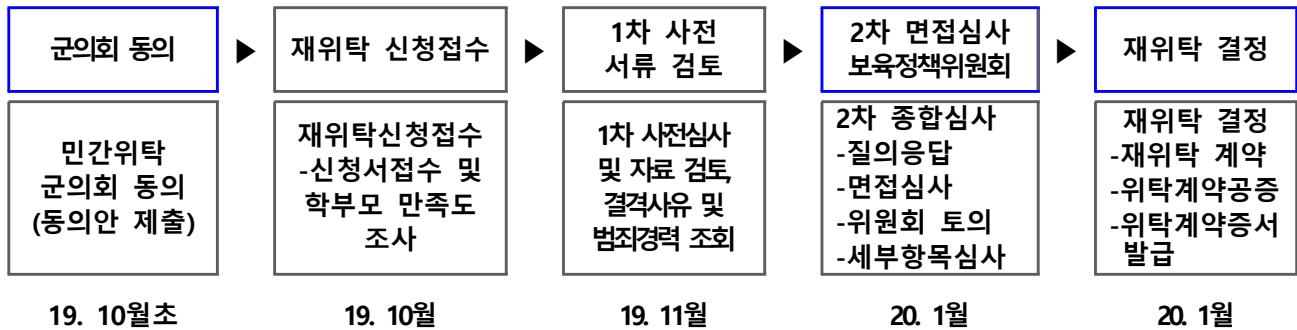 군의회 동의
▶
재위탁 신청접수
▶
1차 사전
서류 검토
▶
2차 면접심사
보육정책위원회
▶
재위탁 결정
민간위탁
군의회 동의
(동의안 제출)
재위탁신청접수
-신청서접수 및
학부모 만족도
조사
1차 사전심사
및 자료 검토,
결격사유 및
범죄경력 조회
2차 종합심사
-질의응답
-면접심사
-위원회 토의
-세부항목심사
재위탁 결정
-재위탁 계약
-위탁계약공증
-위탁계약증서
발급
19. 10월초
19. 10월
19. 11월
20. 1월
20. 1월